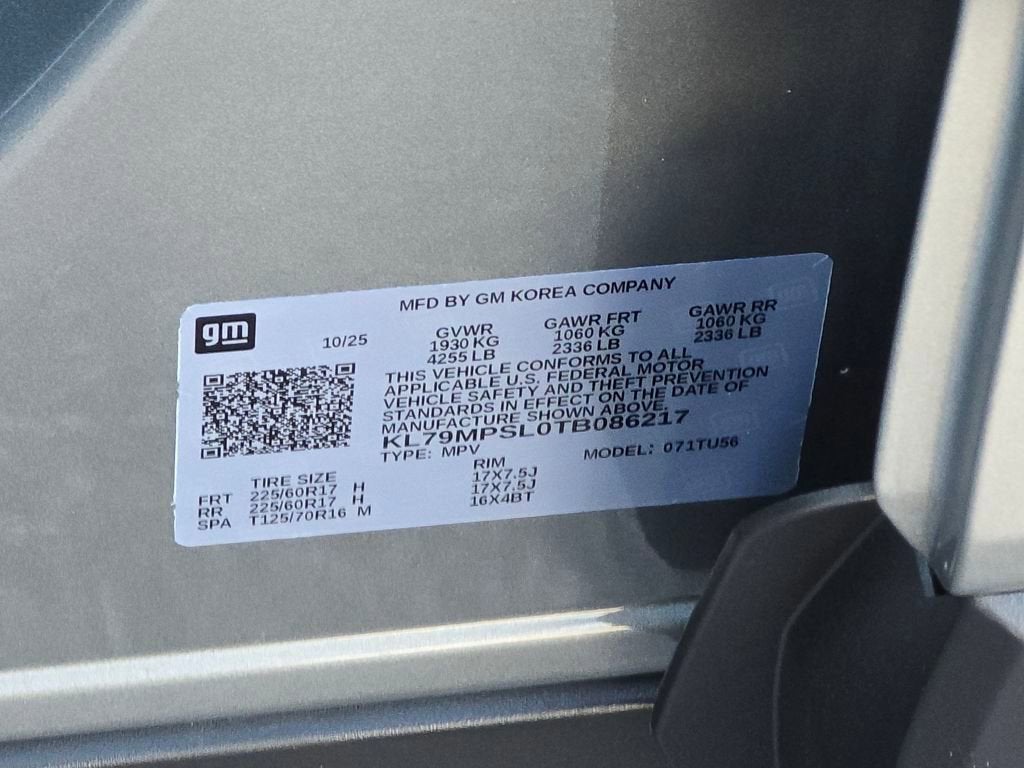 MFD BY GM KOREA COMPANY
gm
10/25
GVWR GAWR FRT GAWR RR
1930 KG 1060 KG 1060 KG
4255 LB 2336 LB 2336 LB
THIS VEHICLE CONFORMS TO ALL
APPLICABLE U.S. FEDERAL MOTOR
VEHICLE SAFETY AND THEFT PREVENTION
STANDARDS IN EFFECT ON THE DATE OF
MANUFACTURE SHOWN ABOVE.
KL79MPSL0TB086217
TYPE: MPV MODEL: 071TU56
TIRE SIZE RIM
FRT 225/60R17 H 17X7.5J
RR 225/60R17 H 17X7.5J
SPA T125/70R16 M 16X4BT